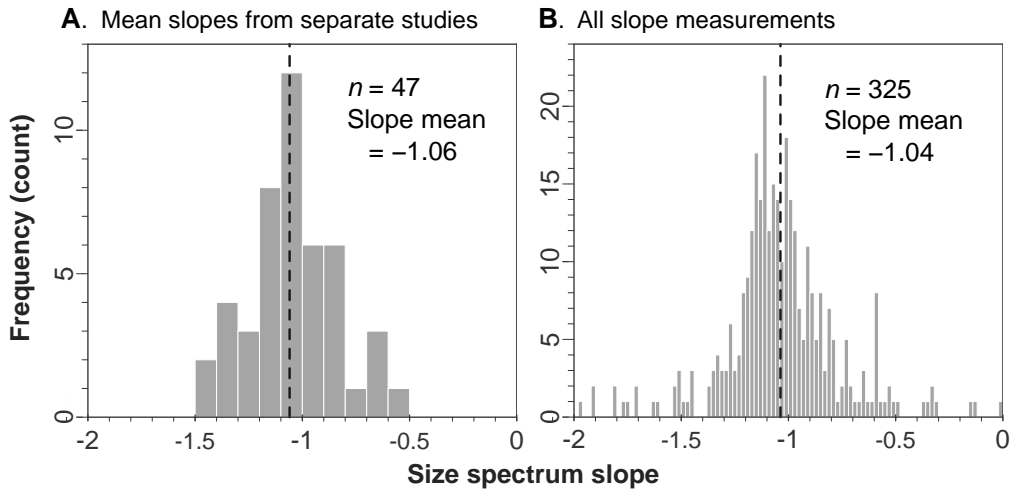 A. Mean slopes from separate studies
B. All slope measurements
Frequency (count)
10
5
0
n = 47
Slope mean
= −1.06
-2
-1.5
-1
-0.5
0
20
15
10
5
0
n = 325
Slope mean
= −1.04
-2
-1.5
-1
-0.5
0
Size spectrum slope